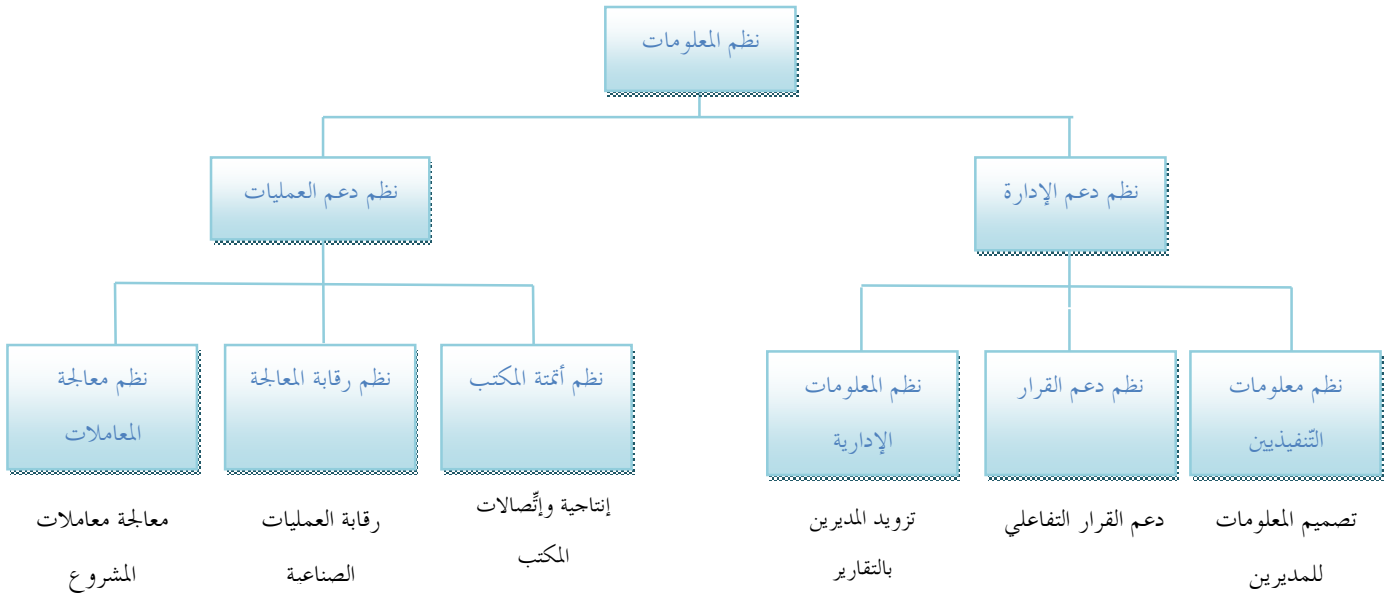 نظم المعلومات
نظم دعم الإدارة
نظم دعم العمليات
نظم معلومات
التّنفيذيين
نظم دعم القرار
نظم المعلومات
الإدارية
نظم أتمتة المكتب
نظم رقابة المعالجة
نظم معالجة
المعاملات
تصميم المعلومات
للمديرين
دعم القرار التفاعلي
تزويد المديرين
بالتقارير
إنتاجية وإتِّصالات
المكتب
رقابة العمليات
الصناعبة
معالجة معاملات
المشروع